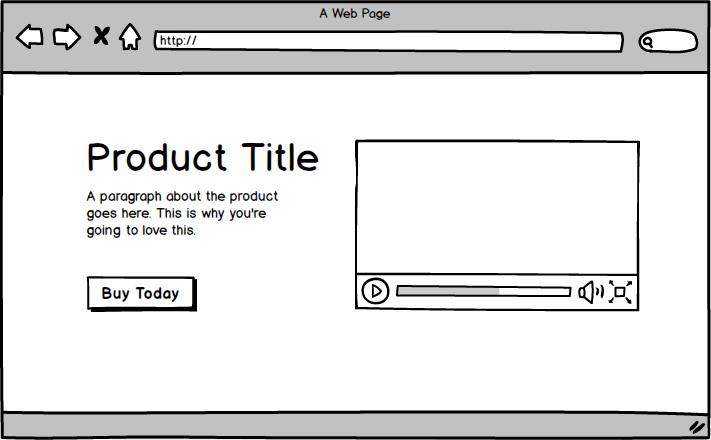 A Web Page
http://
Product Title
A paragraph about the product
goes here. This is why you're
going to love this.
Buy Today